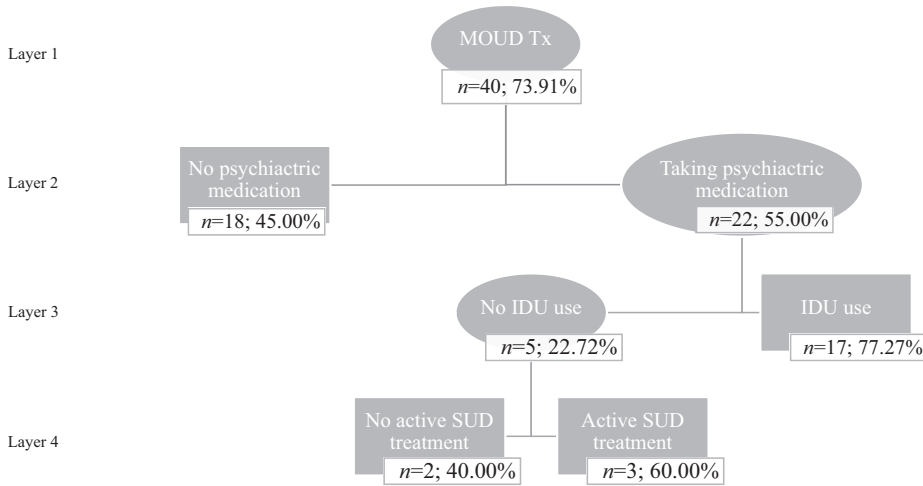 Layer 1
MOUD Tx
n=40; 73.91%
Layer 2
No psychiactric
medication
n=18; 45.00%
Taking psychiactric
medication
n=22; 55.00%
Layer 3
No IDU use
n=5; 22.72%
IDU use
n=17; 77.27%
Layer 4
No active SUD
treatment
n=2; 40.00%
Active SUD
treatment
n=3; 60.00%